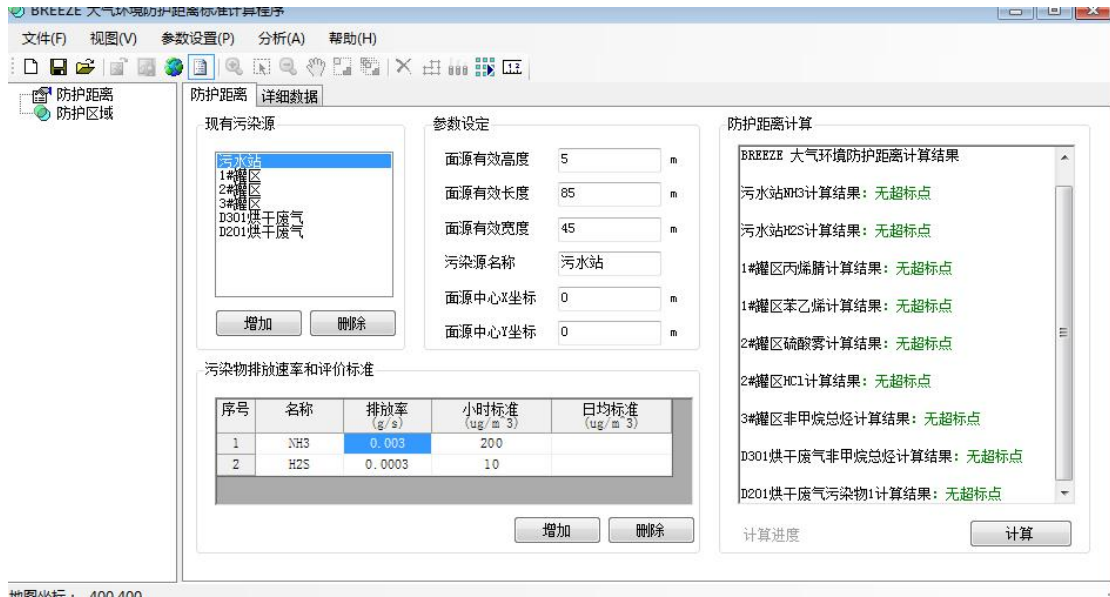 BREEZE 大气环境防护距离标准计算程序
文件(F) 视图(V) 参数设置(P) 分析(A) 帮助(H)
防护距离
防护区域
防护距离 详细数据
现有污染源
污水站
1#罐区
2#罐区
3#罐区
D301烘干废气
D201烘干废气
增加 删除
参数设定
面源有效高度 5 m
面源有效长度 85 m
面源有效宽度 45 m
污染源名称 污水站
面源中心X坐标 0 m
面源中心Y坐标 0 m
污染物排放速率和评价标准
序号 名称 排放率 小时标准 日均标准
(g/s) (ug/m^3) (ug/m^3)
1 NH3 0.003 200
2 H2S 0.0003 10
增加 删除
防护距离计算
BREEZE 大气环境防护距离计算结果
污水站NH3计算结果: 无超标点
污水站H2S计算结果: 无超标点
1#罐区丙烯腈计算结果: 无超标点
1#罐区苯乙烯计算结果: 无超标点
2#罐区硫酸雾计算结果: 无超标点
2#罐区HCl计算结果: 无超标点
3#罐区非甲烷总烃计算结果: 无超标点
D301烘干废气非甲烷总烃计算结果: 无超标点
D201烘干废气污染物1计算结果: 无超标点
计算进度 计算
地图坐标: -400,400